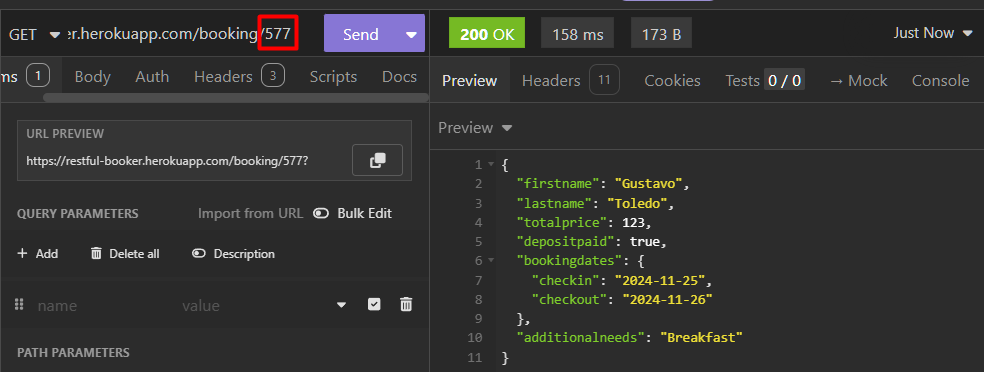 GET ▾ er.herokuapp.com/booking/577 Send ▾
ms 1 Body Auth Headers 3 Scripts Docs
URL PREVIEW
https://restful-booker.herokuapp.com/booking/577?
QUERY PARAMETERS Import from URL Bulk Edit
+ Add Delete all Description
name value
PATH PARAMETERS
200 OK 158 ms 173 B Just Now ▾
Preview Headers 11 Cookies Tests 0 / 0 → Mock Console
Preview ▾
1 {
2 "firstname": "Gustavo",
3 "lastname": "Toledo",
4 "totalprice": 123,
5 "depositpaid": true,
6 "bookingdates": {
7 "checkin": "2024-11-25",
8 "checkout": "2024-11-26"
9 },
10 "additionalneeds": "Breakfast"
11 }